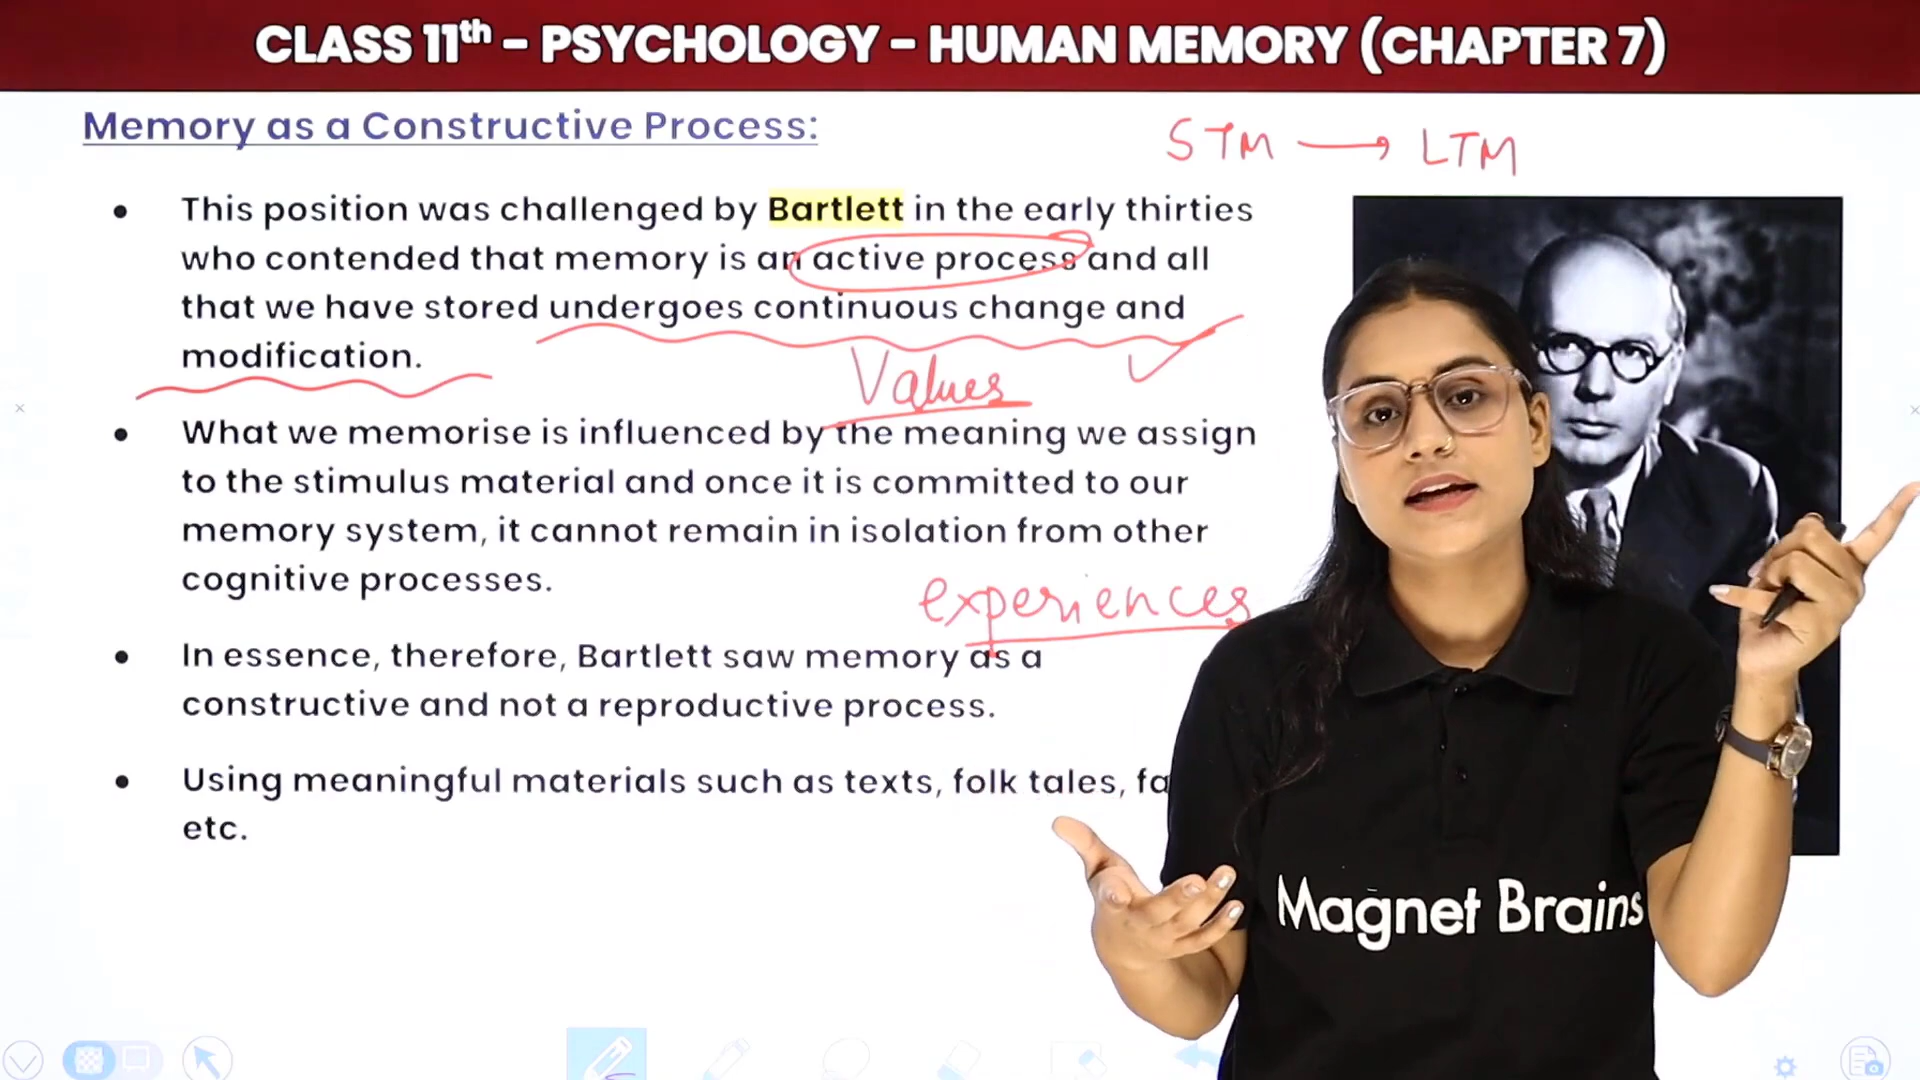 CLASS 11th – PSYCHOLOGY – HUMAN MEMORY (CHAPTER 7)
Memory as a Constructive Process:
STM → LTM
• This position was challenged by Bartlett in the early thirties
who contended that memory is an active process and all
that we have stored undergoes continuous change and
modification.
Values
• What we memorise is influenced by the meaning we assign
to the stimulus material and once it is committed to our
memory system, it cannot remain in isolation from other
cognitive processes.
experiences
• In essence, therefore, Bartlett saw memory as a
constructive and not a reproductive process.
• Using meaningful materials such as texts, folk tales,
etc.
Magnet Brains